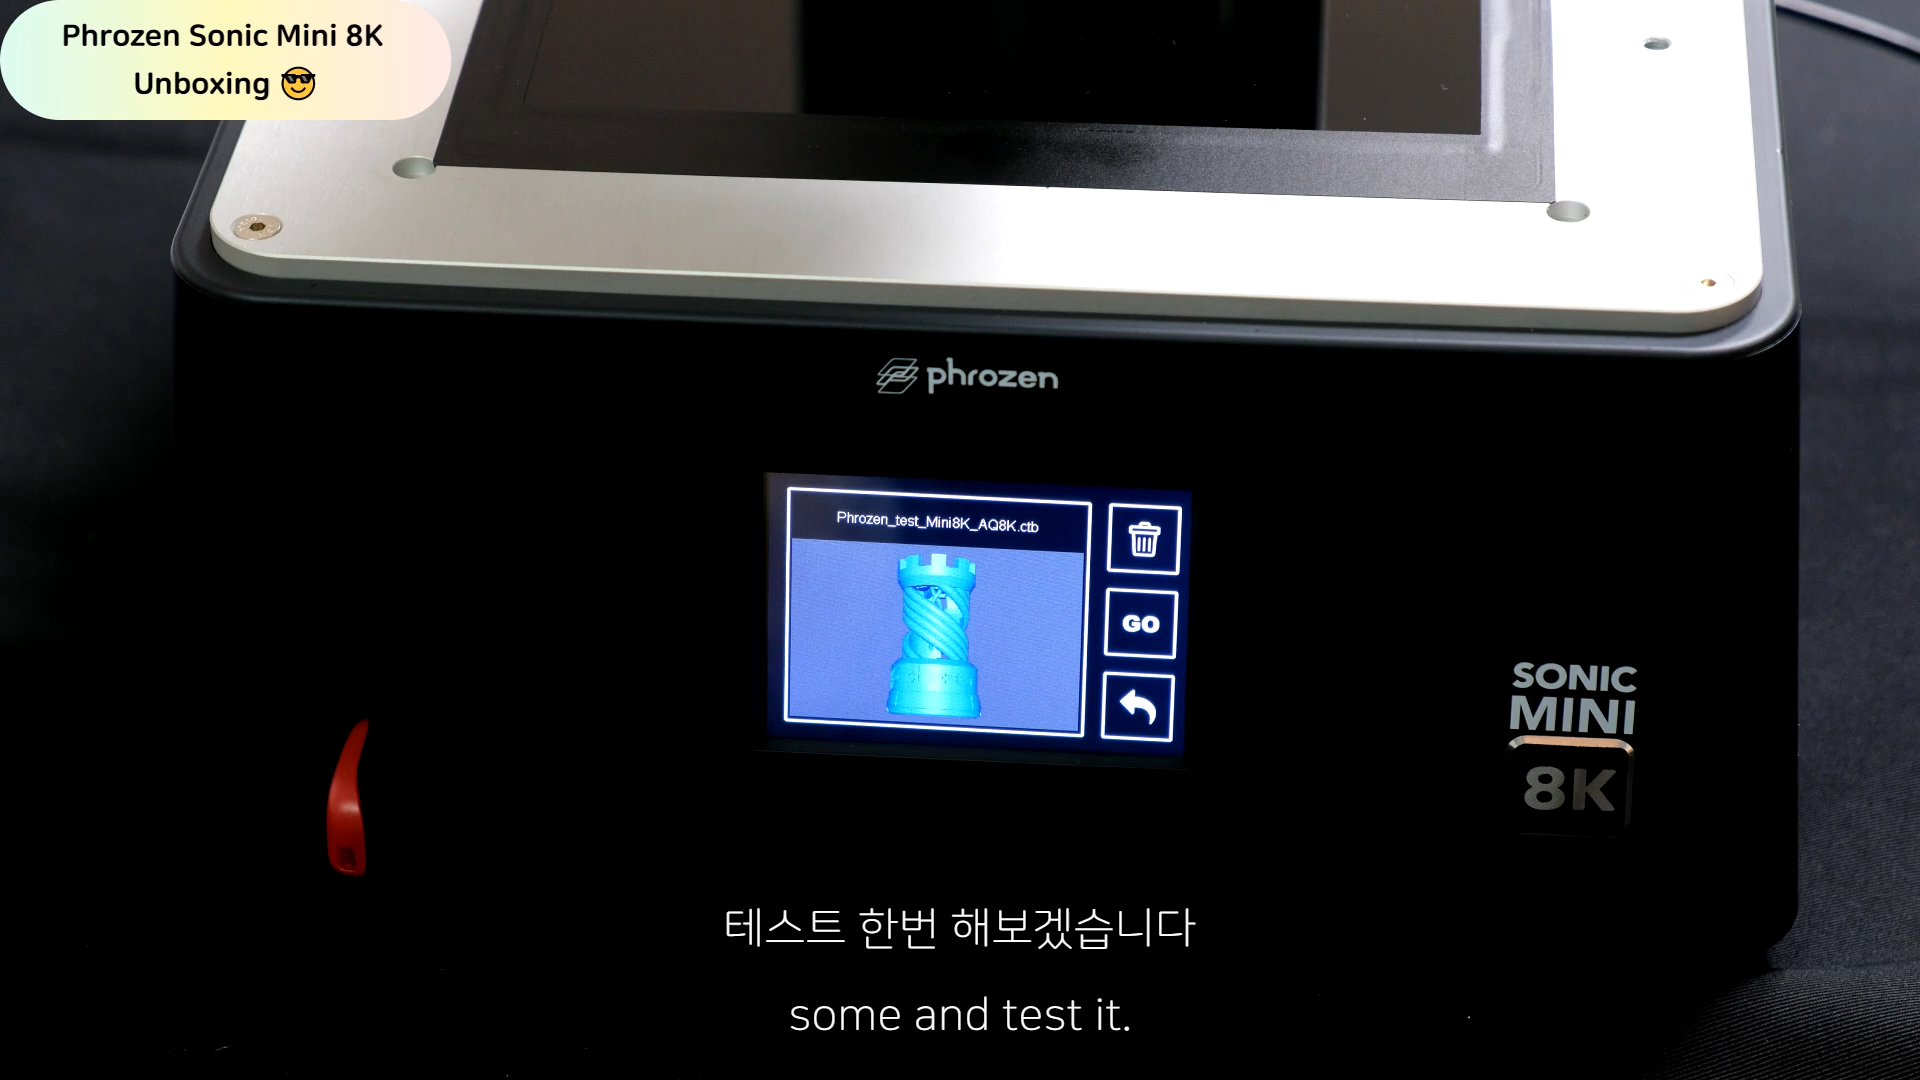 Phrozen Sonic Mini 8K
Unboxing 😎
phrozen
Phrozen_test_Mini8K_AQ8K.ctb
GO
SONIC
MINI
8K
테스트 한번 해보겠습니다
some and test it.